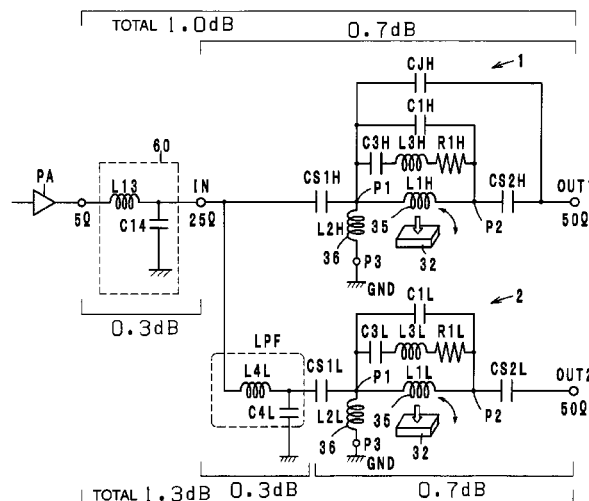 TOTAL 1.0dB
0.7dB
1
CJH
C1H
60
C3H L3H R1H
PA
L13
IN
CS1H
P1
L1H
CS2H
OUT1
5Ω
C14
25Ω
L2H
35
P2
50Ω
36
P3
32
GND
0.3dB
2
C1L
LPF
C3L L3L R1L
L4L
CS1L
P1
L1L
CS2L
OUT2
C4L
L2L
35
P2
50Ω
36
P3
32
GND
TOTAL 1.3dB
0.3dB
0.7dB